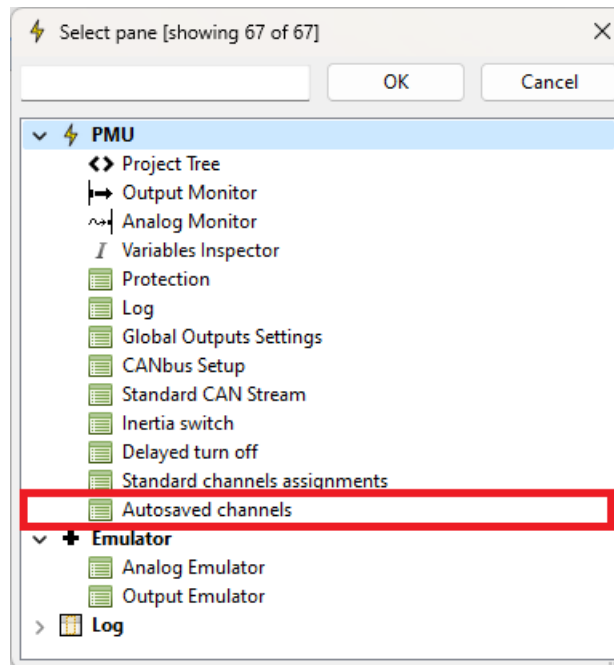 Select pane [showing 67 of 67]
OK
Cancel
PMU
Project Tree
Output Monitor
Analog Monitor
Variables Inspector
Protection
Log
Global Outputs Settings
CANbus Setup
Standard CAN Stream
Inertia switch
Delayed turn off
Standard channels assignments
Autosaved channels
Emulator
Analog Emulator
Output Emulator
Log